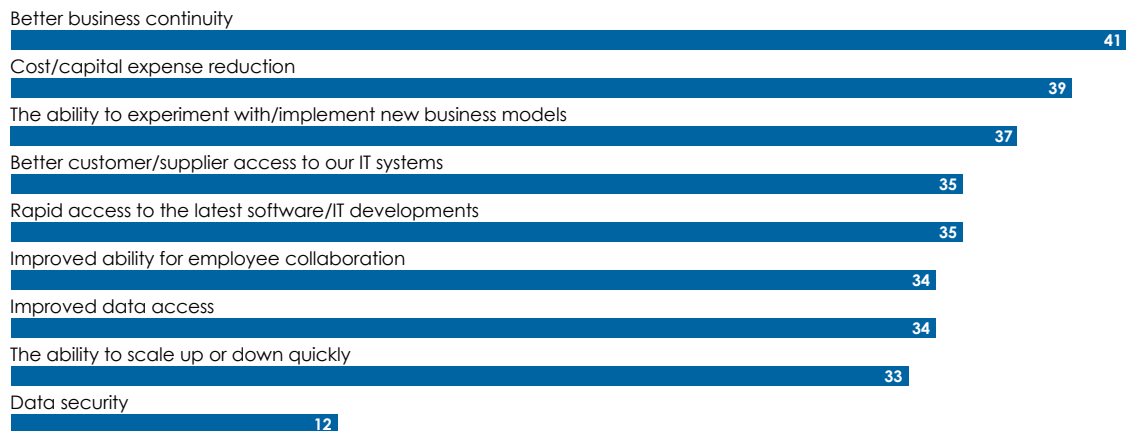 Better business continuity
41
Cost/capital expense reduction
39
The ability to experiment with/implement new business models
37
Better customer/supplier access to our IT systems
35
Rapid access to the latest software/IT developments
35
Improved ability for employee collaboration
34
Improved data access
34
The ability to scale up or down quickly
33
Data security
12